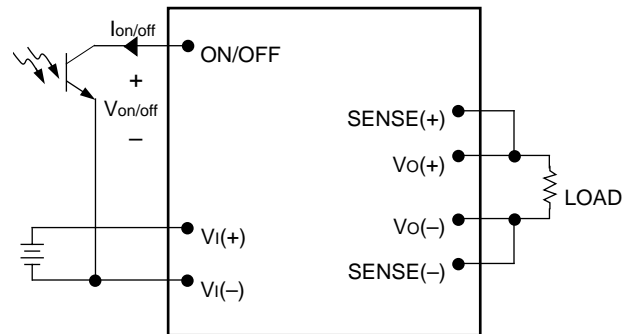 Ion/off
ON/OFF
+
Von/off
–
SENSE(+)
VO(+)
LOAD
VI(+)
VO(–)
VI(–)
SENSE(–)